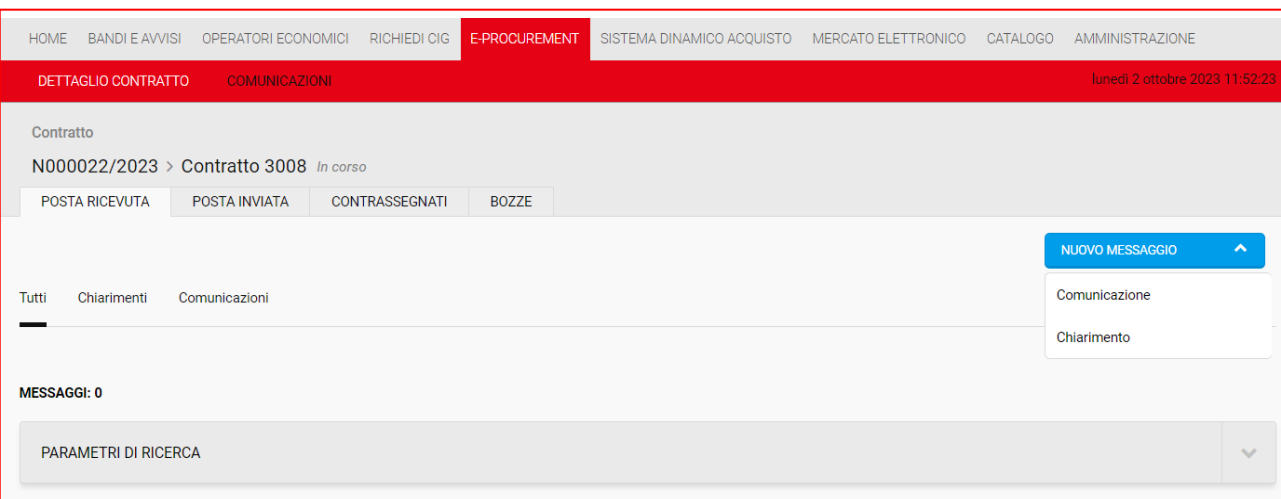 HOME BANDI E AVVISI OPERATORI ECONOMICI RICHIEDI CIG E-PROCUREMENT SISTEMA DINAMICO ACQUISTO MERCATO ELETTRONICO CATALOGO AMMINISTRAZIONE
DETTAGLIO CONTRATTO COMUNICAZIONI lunedì 2 ottobre 2023 11:52:23
Contratto
N000022/2023 > Contratto 3008 In corso
POSTA RICEVUTA POSTA INVIATA CONTRASSEGNATI BOZZE
NUOVO MESSAGGIO
Tutti Chiarimenti Comunicazioni
Comunicazione
Chiarimento
MESSAGGI: 0
PARAMETRI DI RICERCA